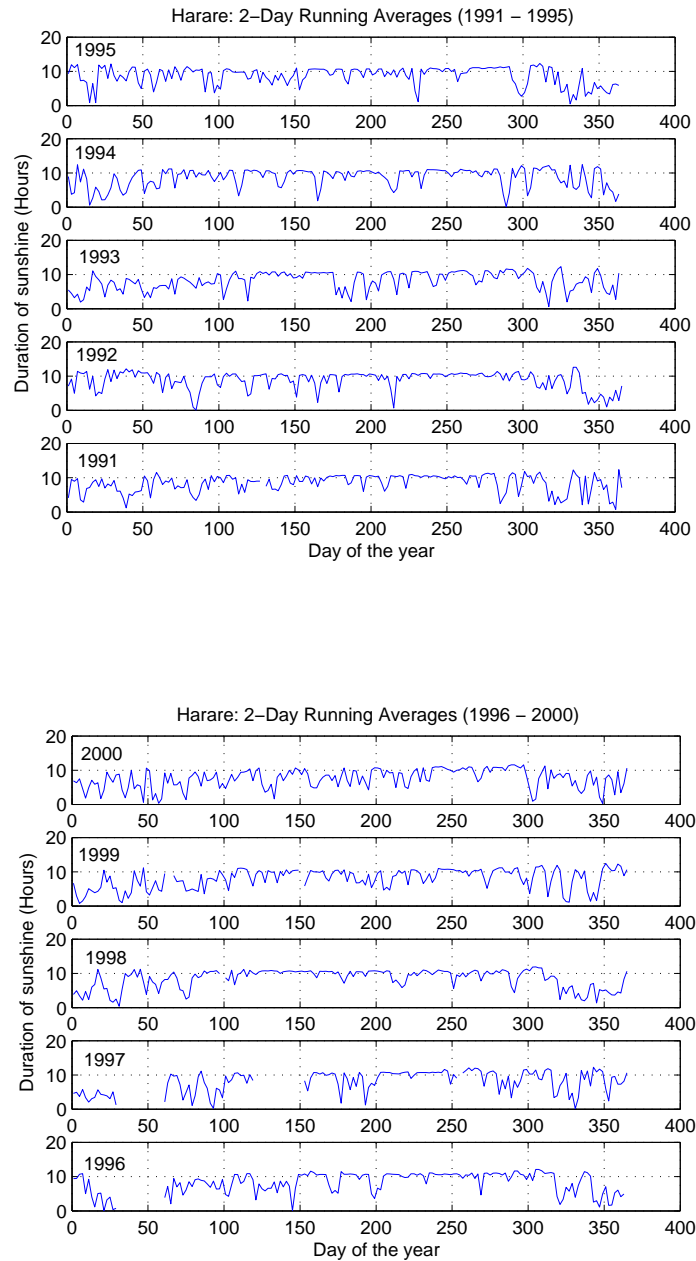 Harare: 2−Day Running Averages (1991 − 1995)
20
10
0
1995
0 50 100 150 200 250 300 350 400
20
10
0
1994
0 50 100 150 200 250 300 350 400
20
10
0
1993
0 50 100 150 200 250 300 350 400
20
10
0
1992
0 50 100 150 200 250 300 350 400
20
10
0
1991
0 50 100 150 200 250 300 350 400
Duration of sunshine (Hours)
Day of the year
Harare: 2−Day Running Averages (1996 − 2000)
20
10
0
2000
0 50 100 150 200 250 300 350 400
20
10
0
1999
0 50 100 150 200 250 300 350 400
20
10
0
1998
0 50 100 150 200 250 300 350 400
20
10
0
1997
0 50 100 150 200 250 300 350 400
20
10
0
1996
0 50 100 150 200 250 300 350 400
Duration of sunshine (Hours)
Day of the year